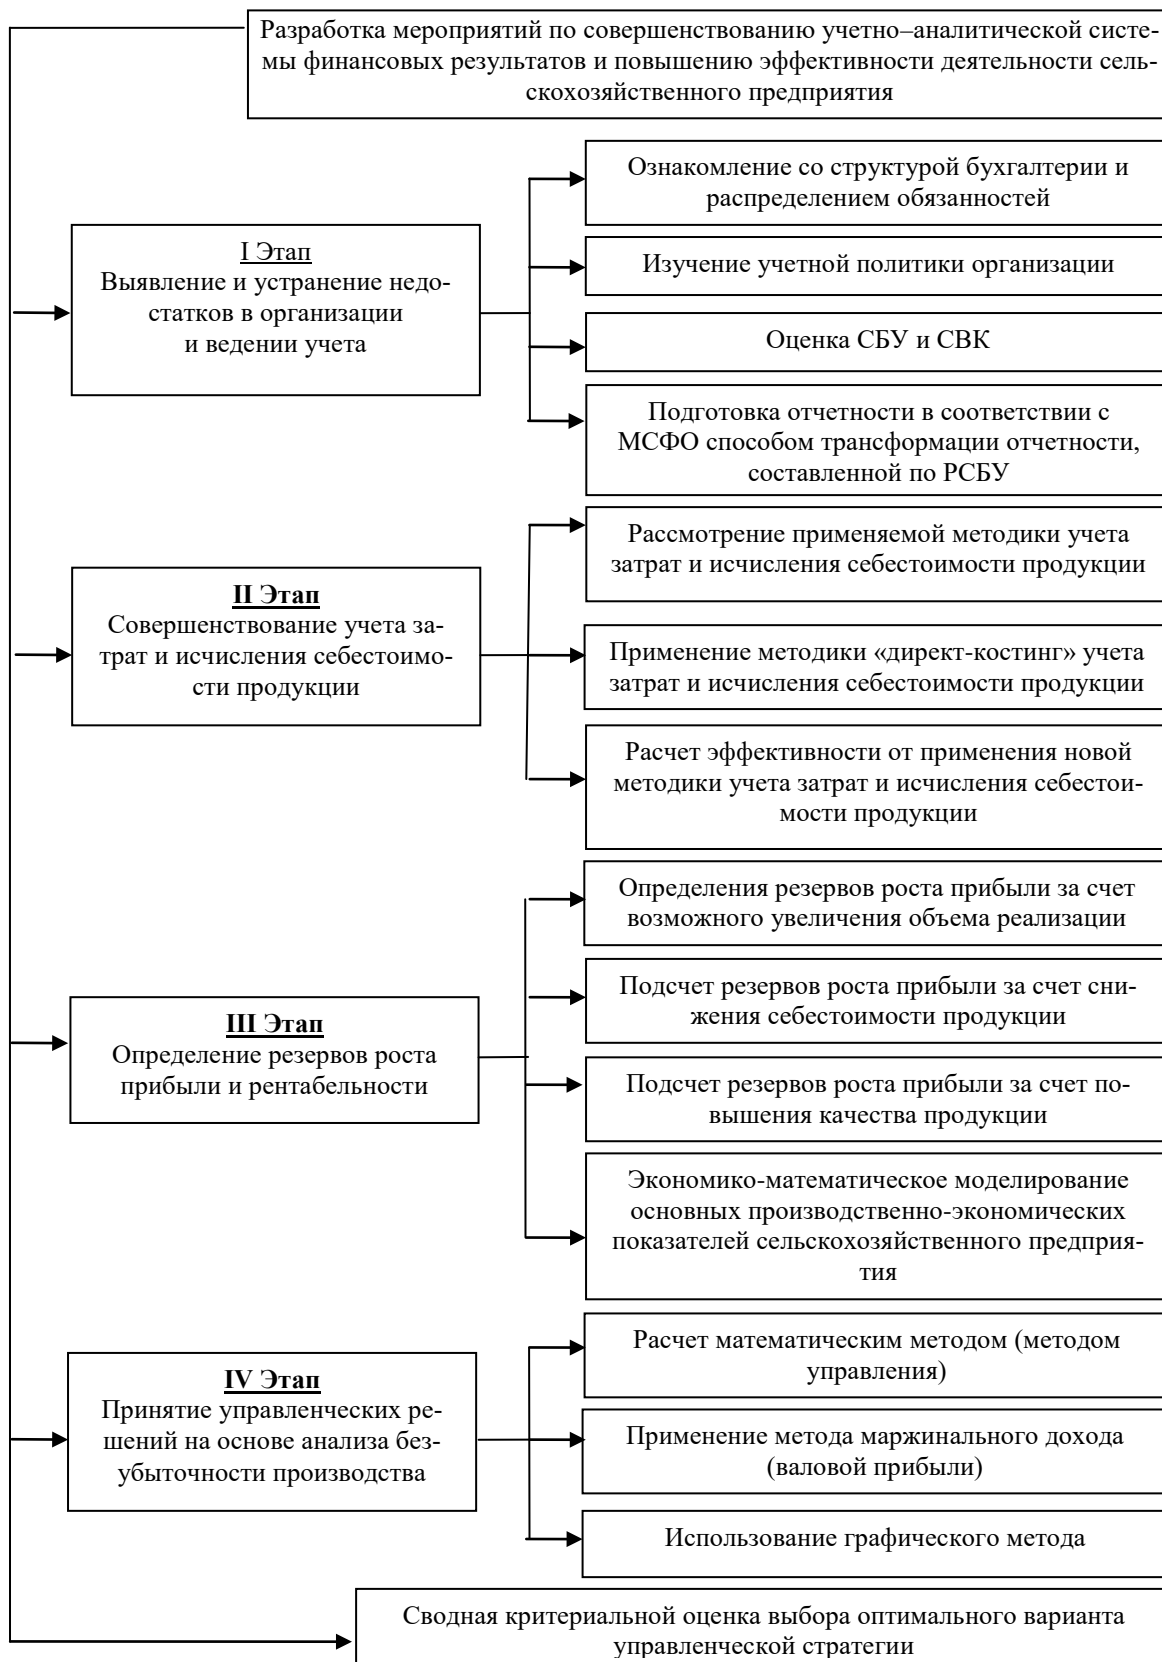 Разработка мероприятий по совершенствованию учетно–аналитической систе-
мы финансовых результатов и повышению эффективности деятельности сель-
скохозяйственного предприятия
I Этап
Выявление и устранение недо-
статков в организации
и ведении учета
Ознакомление со структурой бухгалтерии и
распределением обязанностей
Изучение учетной политики организации
Оценка СБУ и СВК
Подготовка отчетности в соответствии с
МСФО способом трансформации отчетности,
составленной по РСБУ
II Этап
Совершенствование учета за-
трат и исчисления себестоимо-
сти продукции
Рассмотрение применяемой методики учета
затрат и исчисления себестоимости продукции
Применение методики «директ-костинг» учета
затрат и исчисления себестоимости продукции
Расчет эффективности от применения новой
методики учета затрат и исчисления себестои-
мости продукции
III Этап
Определение резервов роста
прибыли и рентабельности
Определения резервов роста прибыли за счет
возможного увеличения объема реализации
Подсчет резервов роста прибыли за счет сни-
жения себестоимости продукции
Подсчет резервов роста прибыли за счет по-
вышения качества продукции
Экономико-математическое моделирование
основных производственно-экономических
показателей сельскохозяйственного предприя-
тия
IV Этап
Принятие управленческих ре-
шений на основе анализа без-
убыточности производства
Расчет математическим методом (методом
управления)
Применение метода маржинального дохода
(валовой прибыли)
Использование графического метода
Сводная критериальной оценка выбора оптимального варианта
управленческой стратегии